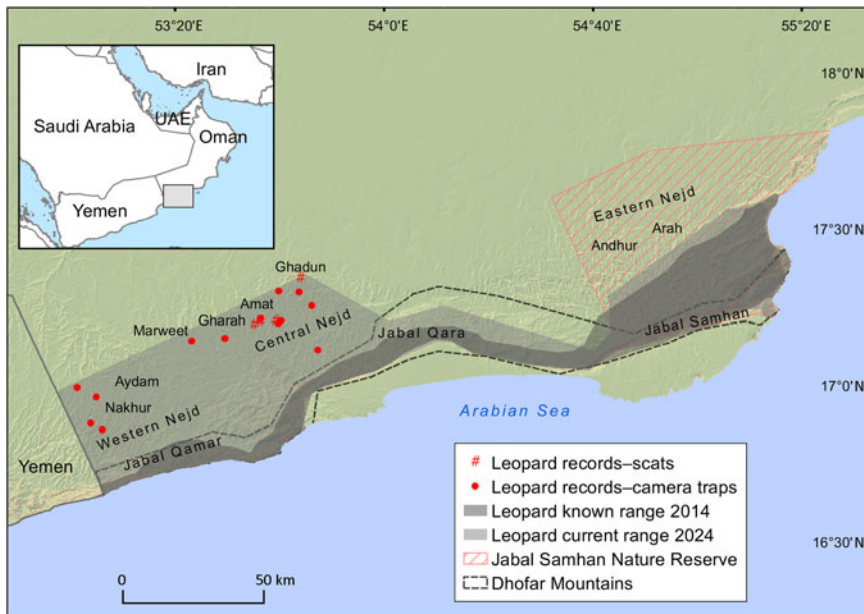 53°20'E
54°0'E
54°40'E
55°20'E
18°0'N
17°30'N
17°0'N
16°30'N
Iran
Saudi Arabia
UAE
Oman
Yemen
Eastern Nejd
Arah
Andhur
Ghadun
Amat
Gharah
Marweet
Central Nejd
Jabal Qara
Jabal Samhan
Aydam
Nakhur
Western Nejd
Jabal Qamar
Yemen
Arabian Sea
# Leopard records–scats
Leopard records–camera traps
Leopard known range 2014
Leopard current range 2024
Jabal Samhan Nature Reserve
Dhofar Mountains
0 50 km